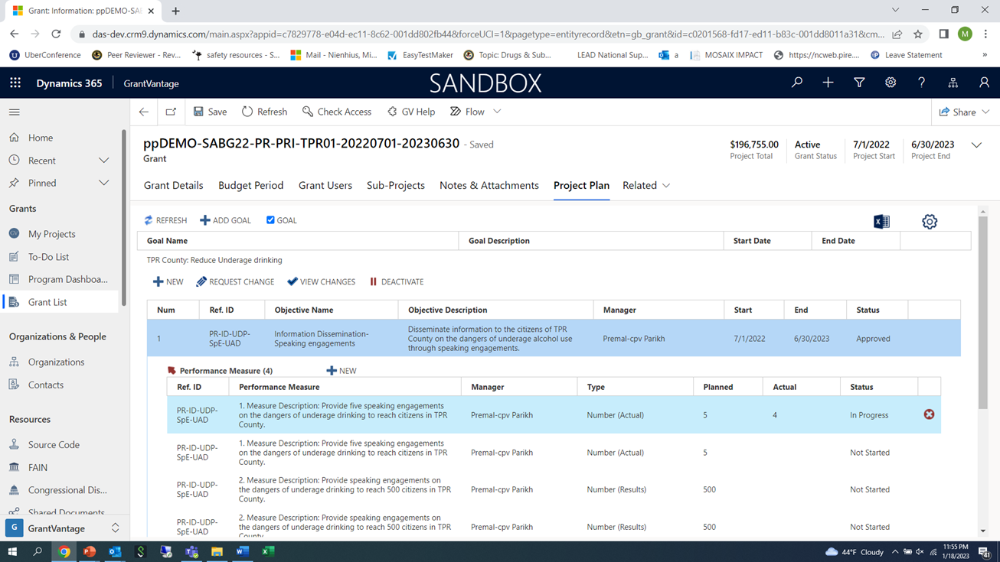 Grant: Information: ppDEMO-SAB
das-dev.crm9.dynamics.com/main.aspx?appid=c7829778-e04d-ec11-8c62-001dd802fb44&forceUCI=1&pagetype=entityrecord&etn=gb_grant&id=c0201568-fd17-ed11-b83c-001dd8011a31&cm...
M
UberConference
Peer Reviewer - Rev...
safety resources - S...
Mail - Nienhius, Mi...
EasyTestMaker
Topic: Drugs & Sub...
LEAD National Sup...
a
MOSAIX IMPACT
https://ncweb.pire....
Leave Statement
»
Dynamics 365
GrantVantage
SANDBOX
Save
Refresh
Check Access
GV Help
Flow
Share
Home
Recent
Pinned
Grants
My Projects
To-Do List
Program Dashboa...
Grant List
Organizations & People
Organizations
Contacts
Resources
Source Code
FAIN
Congressional Dis...
Shared Documents
G GrantVantage
ppDEMO-SABG22-PR-PRI-TPR01-20220701-20230630 - Saved
Grant
$196,755.00
Project Total
Active
Grant Status
7/1/2022
Project Start
6/30/2023
Project End
Grant Details
Budget Period
Grant Users
Sub-Projects
Notes & Attachments
Project Plan
Related
REFRESH
ADD GOAL
GOAL
Goal Name
Goal Description
Start Date
End Date
TPR County: Reduce Underage drinking
NEW
REQUEST CHANGE
VIEW CHANGES
DEACTIVATE
Num
Ref. ID
Objective Name
Objective Description
Manager
Start
End
Status
1
PR-ID-UDP-
SpE-UAD
Information Dissemination-
Speaking engagements
Disseminate information to the citizens of TPR
County on the dangers of underage alcohol use
through speaking engagements.
Premal-cpv Parikh
7/1/2022
6/30/2023
Approved
Performance Measure (4)
NEW
Ref. ID
Performance Measure
Manager
Type
Planned
Actual
Status
PR-ID-UDP-
SpE-UAD
1. Measure Description: Provide five speaking engagements
on the dangers of underage drinking to reach citizens in TPR
County.
Premal-cpv Parikh
Number (Actual)
5
4
In Progress
PR-ID-UDP-
SpE-UAD
1. Measure Description: Provide five speaking engagements
on the dangers of underage drinking to reach citizens in TPR
County.
Premal-cpv Parikh
Number (Actual)
5
Not Started
PR-ID-UDP-
SpE-UAD
2. Measure Description: Provide speaking engagements on
the dangers of underage drinking to reach 500 citizens in TPR
County.
Premal-cpv Parikh
Number (Results)
500
Not Started
PR-ID-UDP-
SpE-UAD
2. Measure Description: Provide speaking engagements on
the dangers of underage drinking to reach 500 citizens in TPR
County.
Premal-cpv Parikh
Number (Results)
500
Not Started
44°F Cloudy
11:55 PM
1/18/2023
41